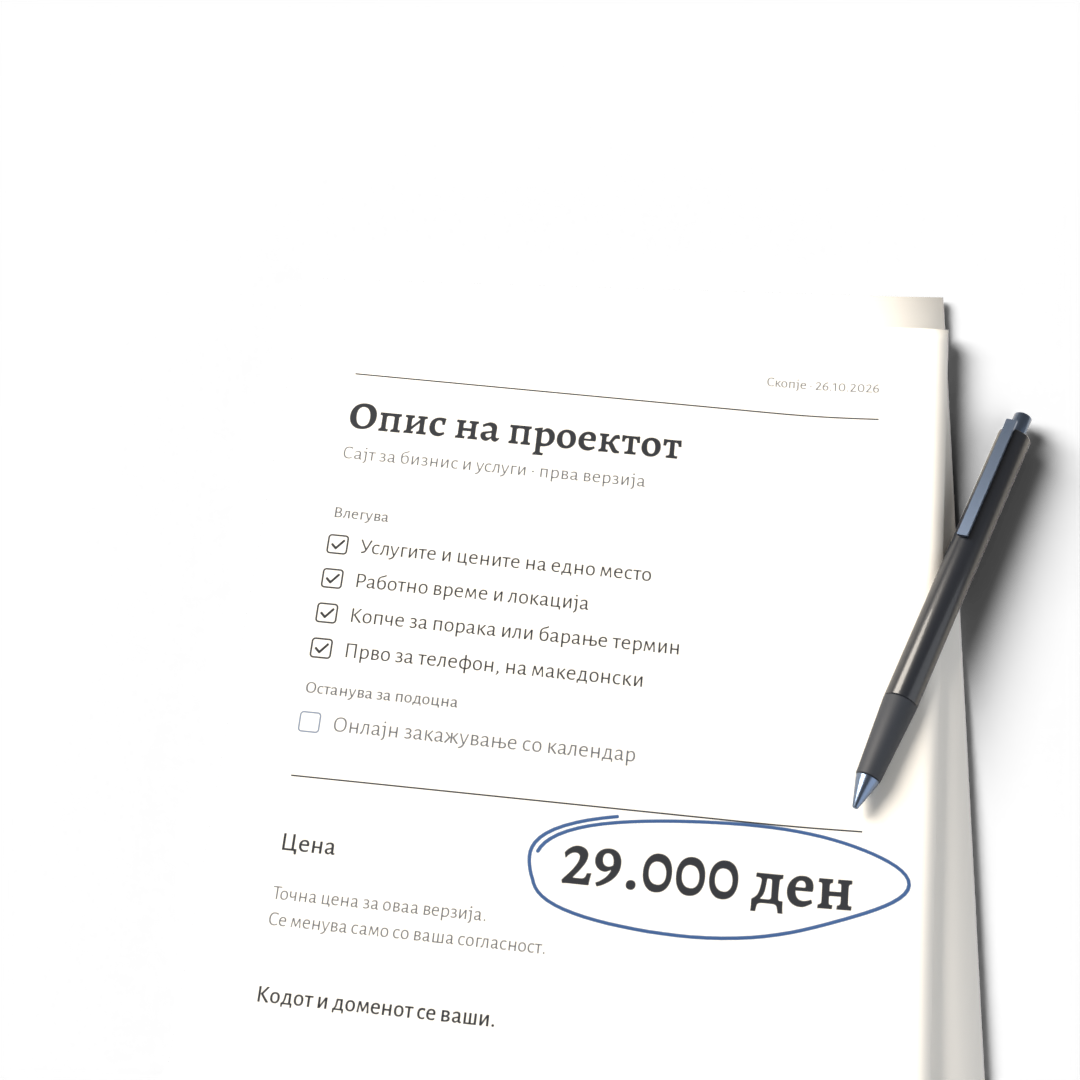 Скопје · 26.10.2026
Опис на проектот
Сајт за бизнис и услуги · прва верзија
Влегува
Услугите и цените на едно место
Работно време и локација
Копче за порака или барање термин
Прво за телефон, на македонски
Останува за подоцна
Онлајн закажување со календар
Цена
29.000 ден
Точна цена за оваа верзија.
Се менува само со ваша согласност.
Кодот и доменот се ваши.